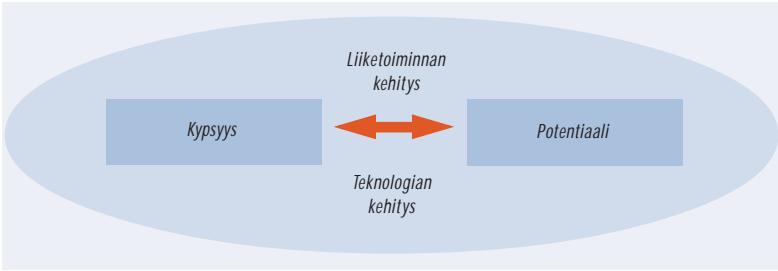 Liiketoiminnan
kehitys
Kypsyys
Potentiaali
Teknologian
kehitys